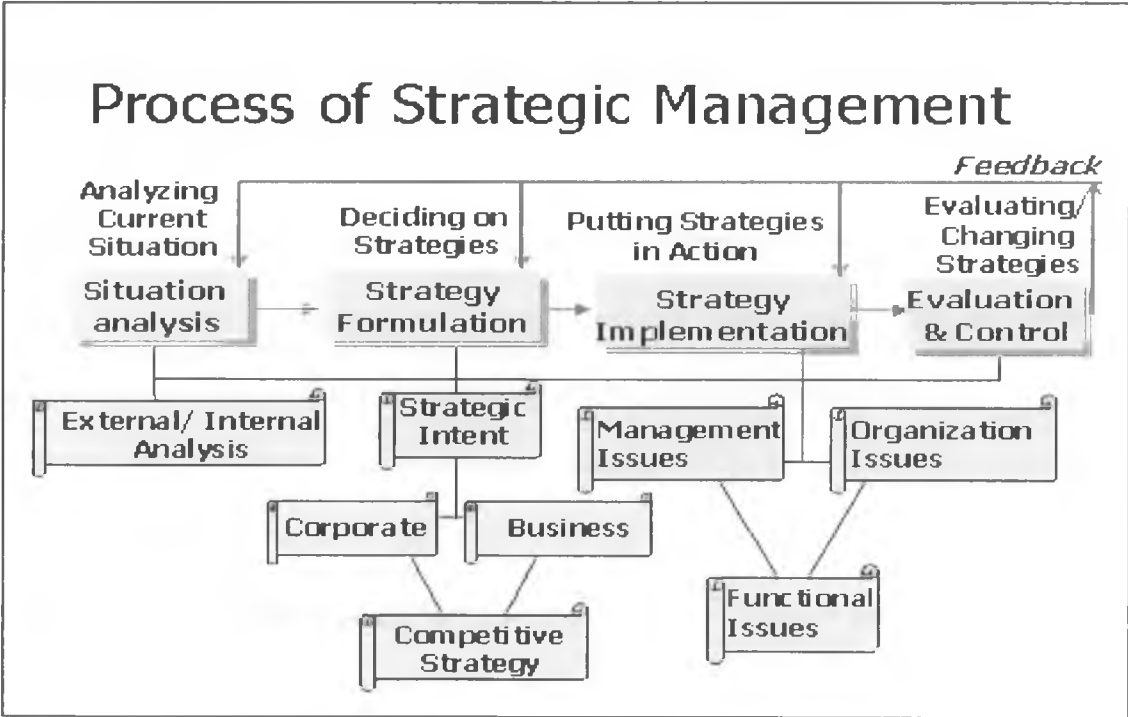 Process of Strategic Management
Feedback
Analyzing
Current
Situation
Deciding on
Strategies
Putting Strategies
in Action
Evaluating/
Changing
Strategies
Situation
analysis
Strategy
Formulation
Strategy
Implementation
Evaluation
& Control
External/ Internal
Analysis
Strategic
Intent
Management
Issues
Organization
Issues
Corporate
Business
Functional
Issues
Competitive
Strategy